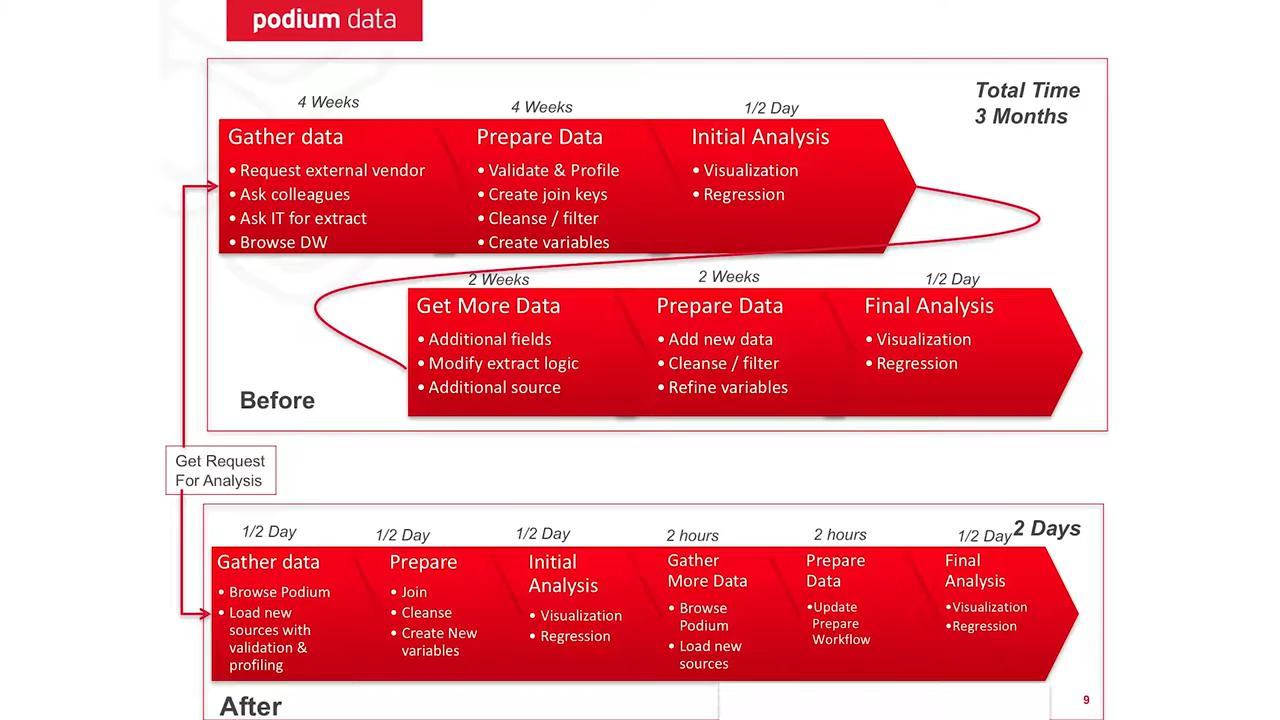 podium data
Total Time
3 Months
4 Weeks
Gather data
• Request external vendor
• Ask colleagues
• Ask IT for extract
• Browse DW
4 Weeks
Prepare Data
• Validate & Profile
• Create join keys
• Cleanse / filter
• Create variables
1/2 Day
Initial Analysis
• Visualization
• Regression
2 Weeks
Get More Data
• Additional fields
• Modify extract logic
• Additional source
2 Weeks
Prepare Data
• Add new data
• Cleanse / filter
• Refine variables
1/2 Day
Final Analysis
• Visualization
• Regression
Before
Get Request
For Analysis
2 Days
1/2 Day
Gather data
• Browse Podium
• Load new
sources with
validation &
profiling
1/2 Day
Prepare
• Join
• Cleanse
• Create New
variables
1/2 Day
Initial
Analysis
• Visualization
• Regression
2 hours
Gather
More Data
• Browse
Podium
• Load new
sources
2 hours
Prepare
Data
•Update
Prepare
Workflow
1/2 Day
Final
Analysis
•Visualization
•Regression
After
9